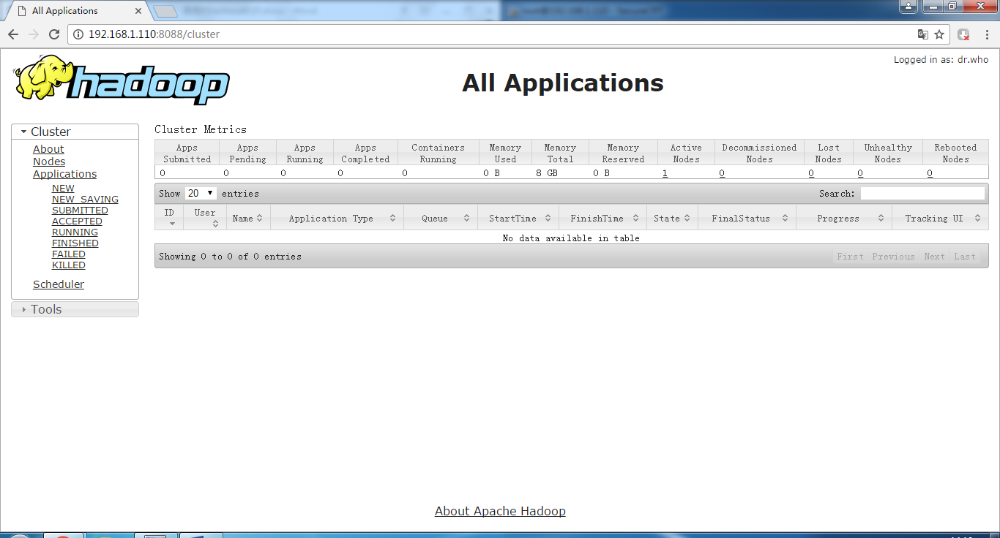 All Applications
192.168.1.110:8088/cluster
Logged in as: dr.who
hadoop
All Applications
Cluster
About
Nodes
Applications
NEW
NEW_SAVING
SUBMITTED
ACCEPTED
RUNNING
FINISHED
FAILED
KILLED
Scheduler
Tools
Cluster Metrics
Apps Submitted Apps Pending Apps Running Apps Completed Containers Running Memory Used Memory Total Memory Reserved Active Nodes Decommissioned Nodes Lost Nodes Unhealthy Nodes Rebooted Nodes
0 0 0 0 0 0 B 8 GB 0 B 1 0 0 0 0
Show 20 entries Search:
ID User Name Application Type Queue StartTime FinishTime State FinalStatus Progress Tracking UI
No data available in table
Showing 0 to 0 of 0 entries First Previous Next Last
About Apache Hadoop